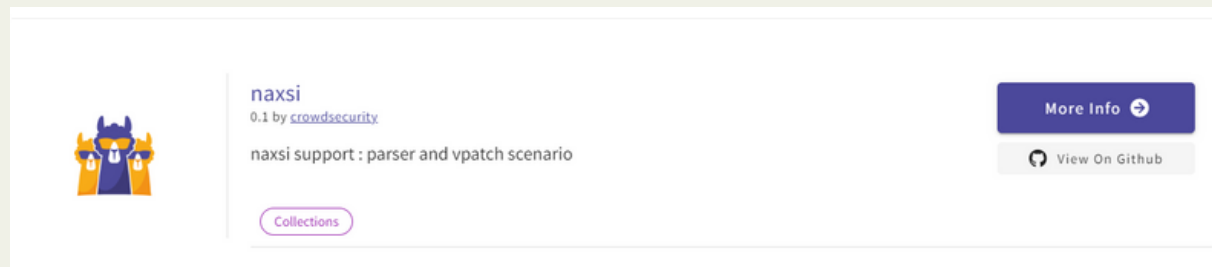 naxsi
0.1 by crowdsecurity
naxsi support : parser and vpatch scenario
Collections
More Info
View On Github